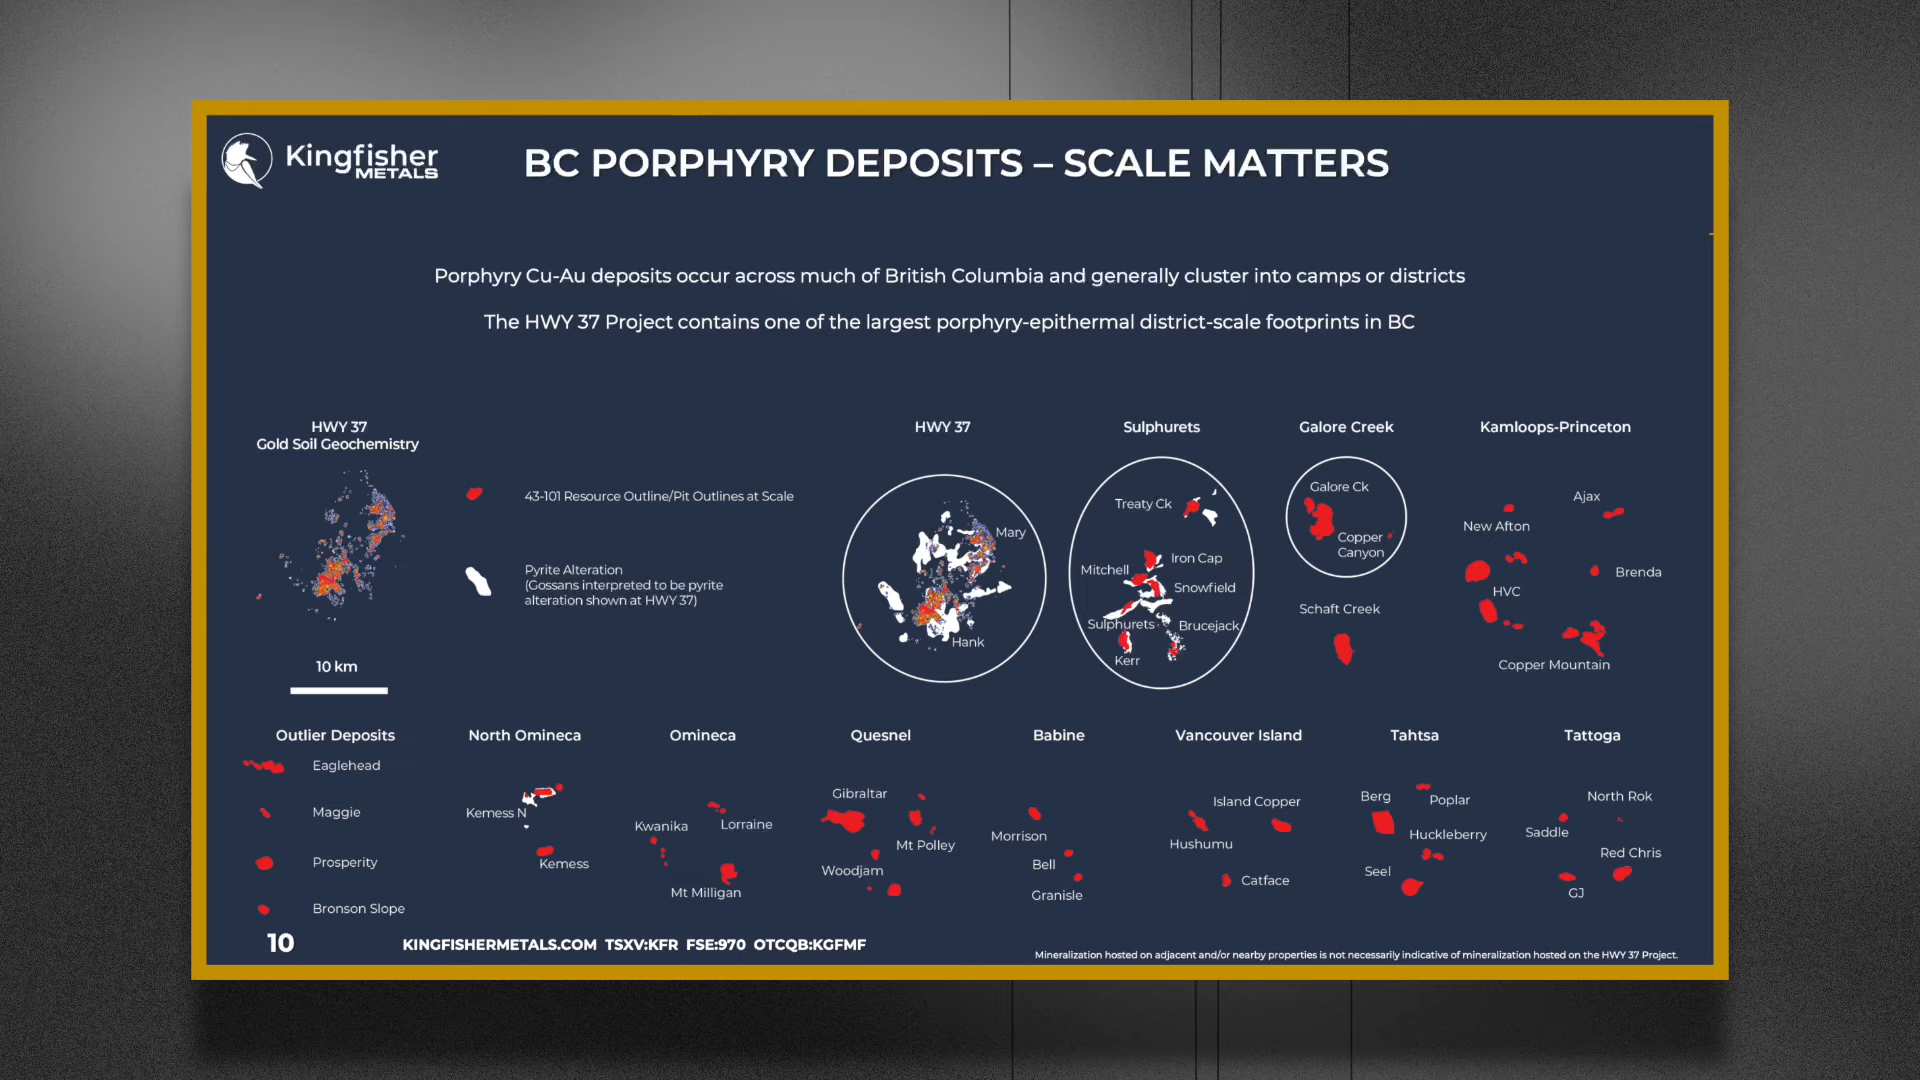 Kingfisher
METALS
BC PORPHYRY DEPOSITS – SCALE MATTERS
Porphyry Cu-Au deposits occur across much of British Columbia and generally cluster into camps or districts
The HWY 37 Project contains one of the largest porphyry-epithermal district-scale footprints in BC
HWY 37
Gold Soil Geochemistry
43-101 Resource Outline/Pit Outlines at Scale
Pyrite Alteration
(Gossans interpreted to be pyrite
alteration shown at HWY 37)
10 km
HWY 37
Mary
Hank
Sulphurets
Treaty Ck
Iron Cap
Mitchell
Snowfield
Sulphurets
Brucejack
Kerr
Galore Creek
Galore Ck
Copper
Canyon
Schaft Creek
Kamloops-Princeton
Ajax
New Afton
Brenda
HVC
Copper Mountain
Outlier Deposits
Eaglehead
Maggie
Prosperity
Bronson Slope
North Omineca
Kemess N
Kemess
Omineca
Kwanika
Lorraine
Mt Milligan
Quesnel
Gibraltar
Mt Polley
Woodjam
Babine
Morrison
Bell
Granisle
Vancouver Island
Island Copper
Hushumu
Catface
Tahtsa
Berg
Poplar
Huckleberry
Seel
Tattoga
North Rok
Saddle
Red Chris
GJ
10
KINGFISHERMETALS.COM TSXV:KFR FSE:970 OTCQB:KGFMF
Mineralization hosted on adjacent and/or nearby properties is not necessarily indicative of mineralization hosted on the HWY 37 Project.